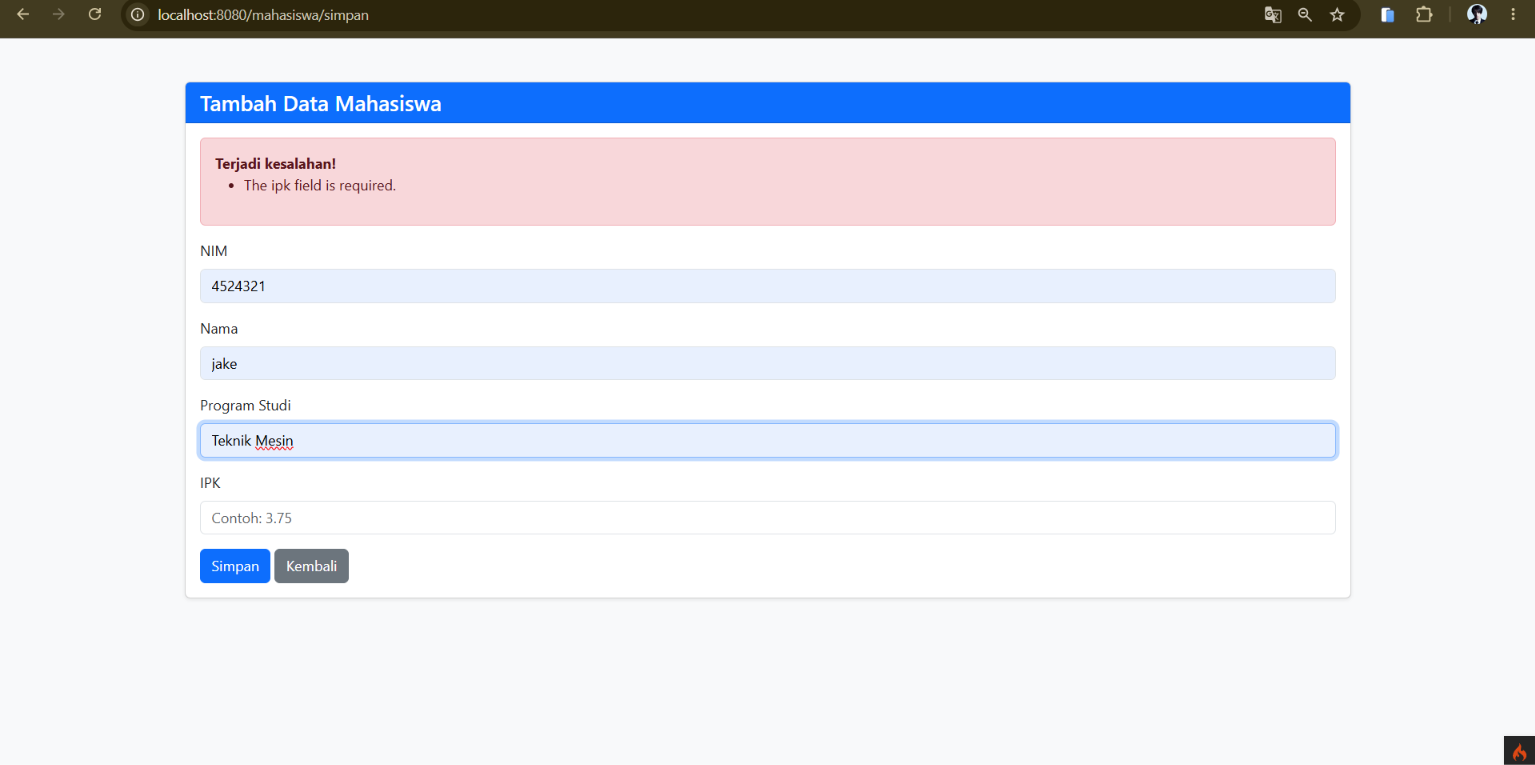 localhost:8080/mahasiswa/simpan
Tambah Data Mahasiswa
Terjadi kesalahan!
The ipk field is required.
NIM
4524321
Nama
jake
Program Studi
Teknik Mesin
IPK
Contoh: 3.75
Simpan Kembali